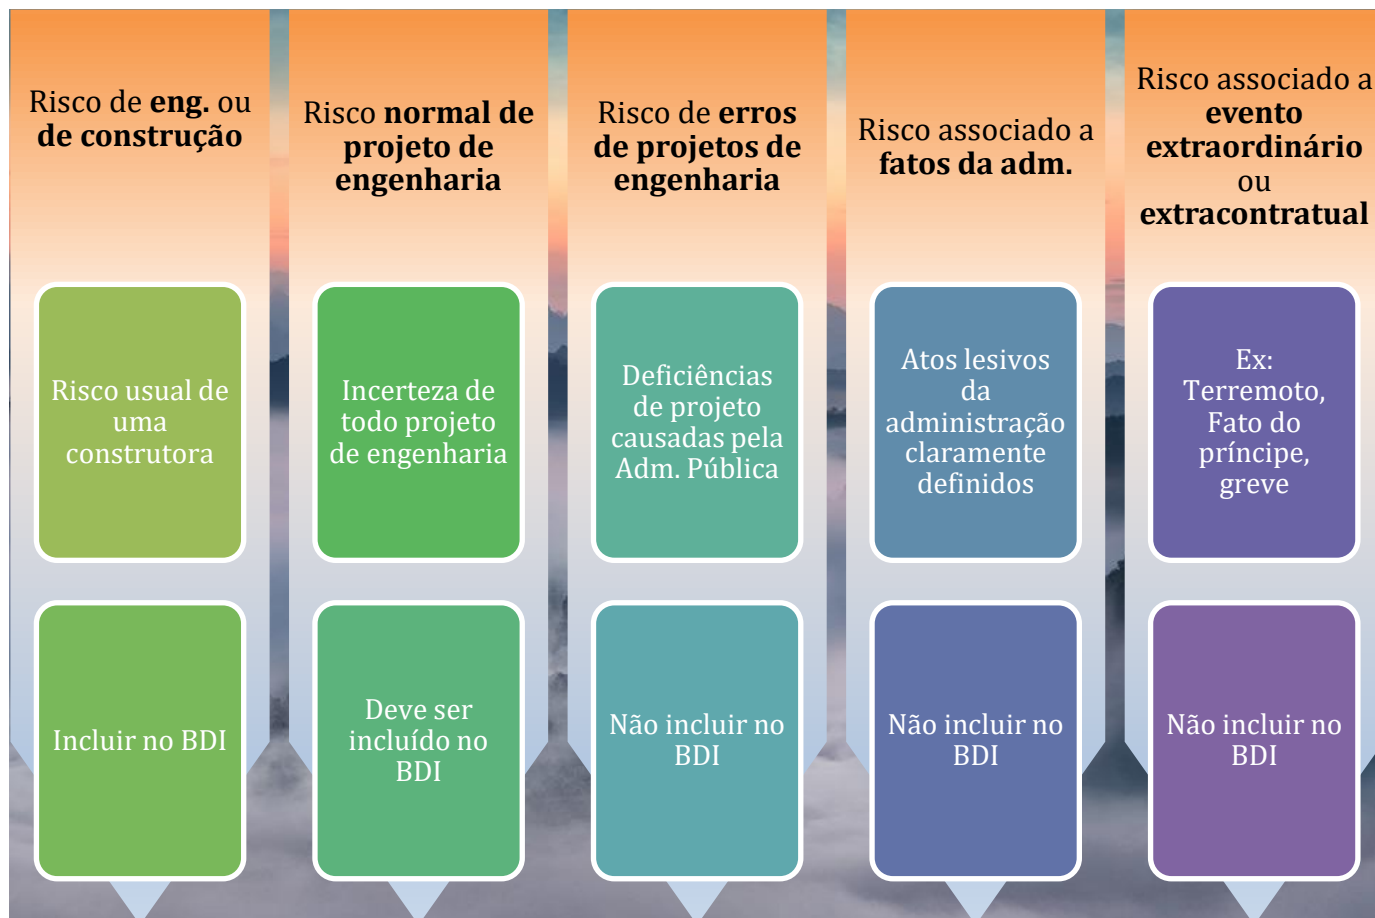 Risco de eng. ou
de construção
Risco usual de
uma
construtora
Incluir no BDI
Risco normal de
projeto de
engenharia
Incerteza de
todo projeto
de engenharia
Deve ser
incluído no
BDI
Risco de erros
de projetos de
engenharia
Deficiências
de projeto
causadas pela
Adm. Pública
Não incluir no
BDI
Risco associado a
fatos da adm.
Atos lesivos
da
administração
claramente
definidos
Não incluir no
BDI
Risco associado a
evento
extraordinário
ou
extracontratual
Ex:
Terremoto,
Fato do
príncipe,
greve
Não incluir no
BDI